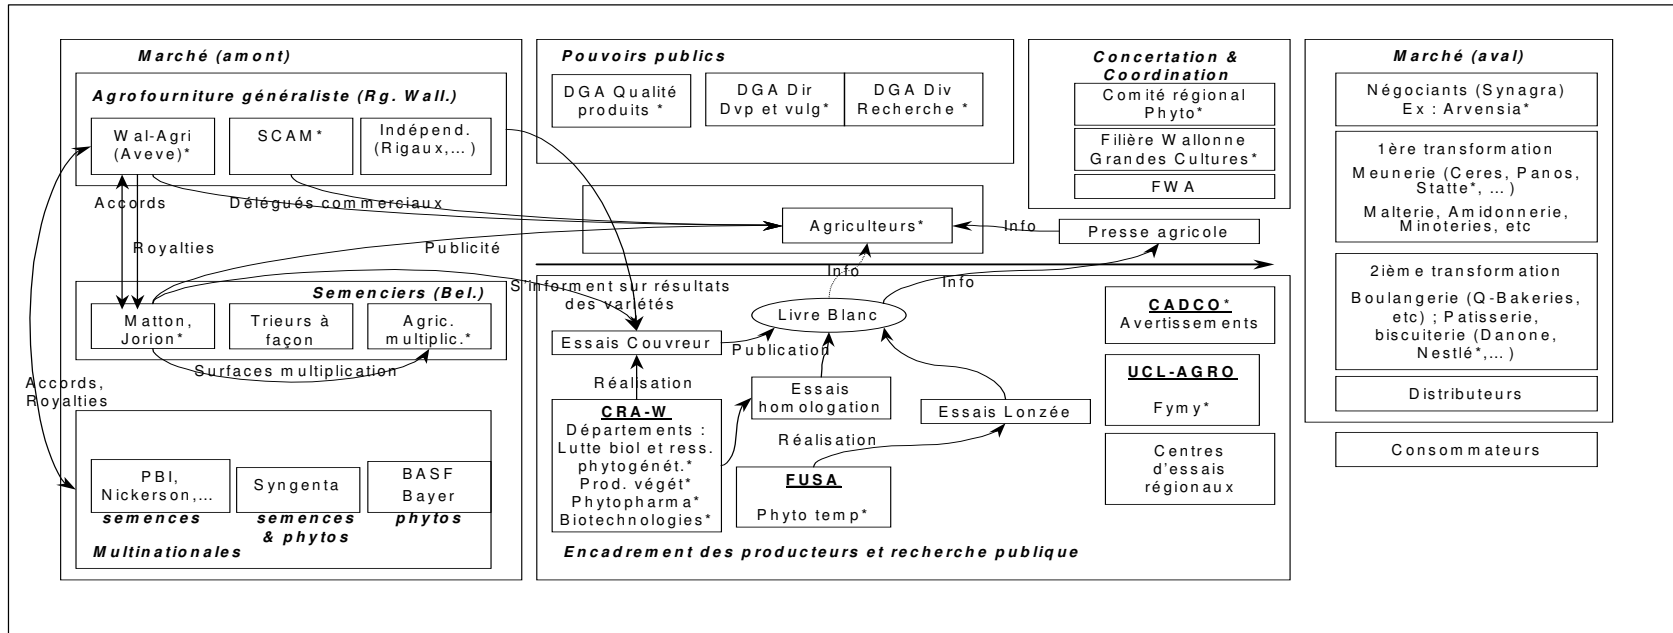 Marché (amont)
Agrofourniture généraliste (Rg. Wall.)
Wal-Agri
(Aveve)*
SCAM*
Indépend.
(Rigaux,…)
Accords
Délégués commerciaux
Royalties
Publicité
Semenciers (Bel.)
Matton,
Jorion*
Trieurs à
façon
Agric.
multiplic.*
Surfaces multiplication
Accords,
Royalties
PBI,
Nickerson,…
semences
Syngenta
semences
& phytos
BASF
Bayer
phytos
Multinationales
Pouvoirs publics
DGA Qualité
produits *
DGA Dir
Dvp et vulg*
DGA Div
Recherche *
Agriculteurs*
Info
Presse agricole
Info
Info
S'informent sur résultats
des variétés
Livre Blanc
Essais Couvreur
Publication
Réalisation
Essais
homologation
Essais Lonzée
CRA-W
Départements :
Lutte biol et ress.
phytogénét.*
Prod. végét*
Phytopharma*
Biotechnologies*
Réalisation
FUSA
Phyto temp*
CADCO*
Avertissements
UCL-AGRO
Fymy*
Centres
d'essais
régionaux
Encadrement des producteurs et recherche publique
Concertation &
Coordination
Comité régional
Phyto*
Filière Wallonne
Grandes Cultures*
FWA
Marché (aval)
Négociants (Synagra)
Ex : Arvensia*
1ère transformation
Meunerie (Ceres, Panos,
Statte*, …)
Malterie, Amidonnerie,
Minoteries, etc
2ième transformation
Boulangerie (Q-Bakeries,
etc) ; Patisserie,
biscuiterie (Danone,
Nestlé*,…)
Distributeurs
Consommateurs